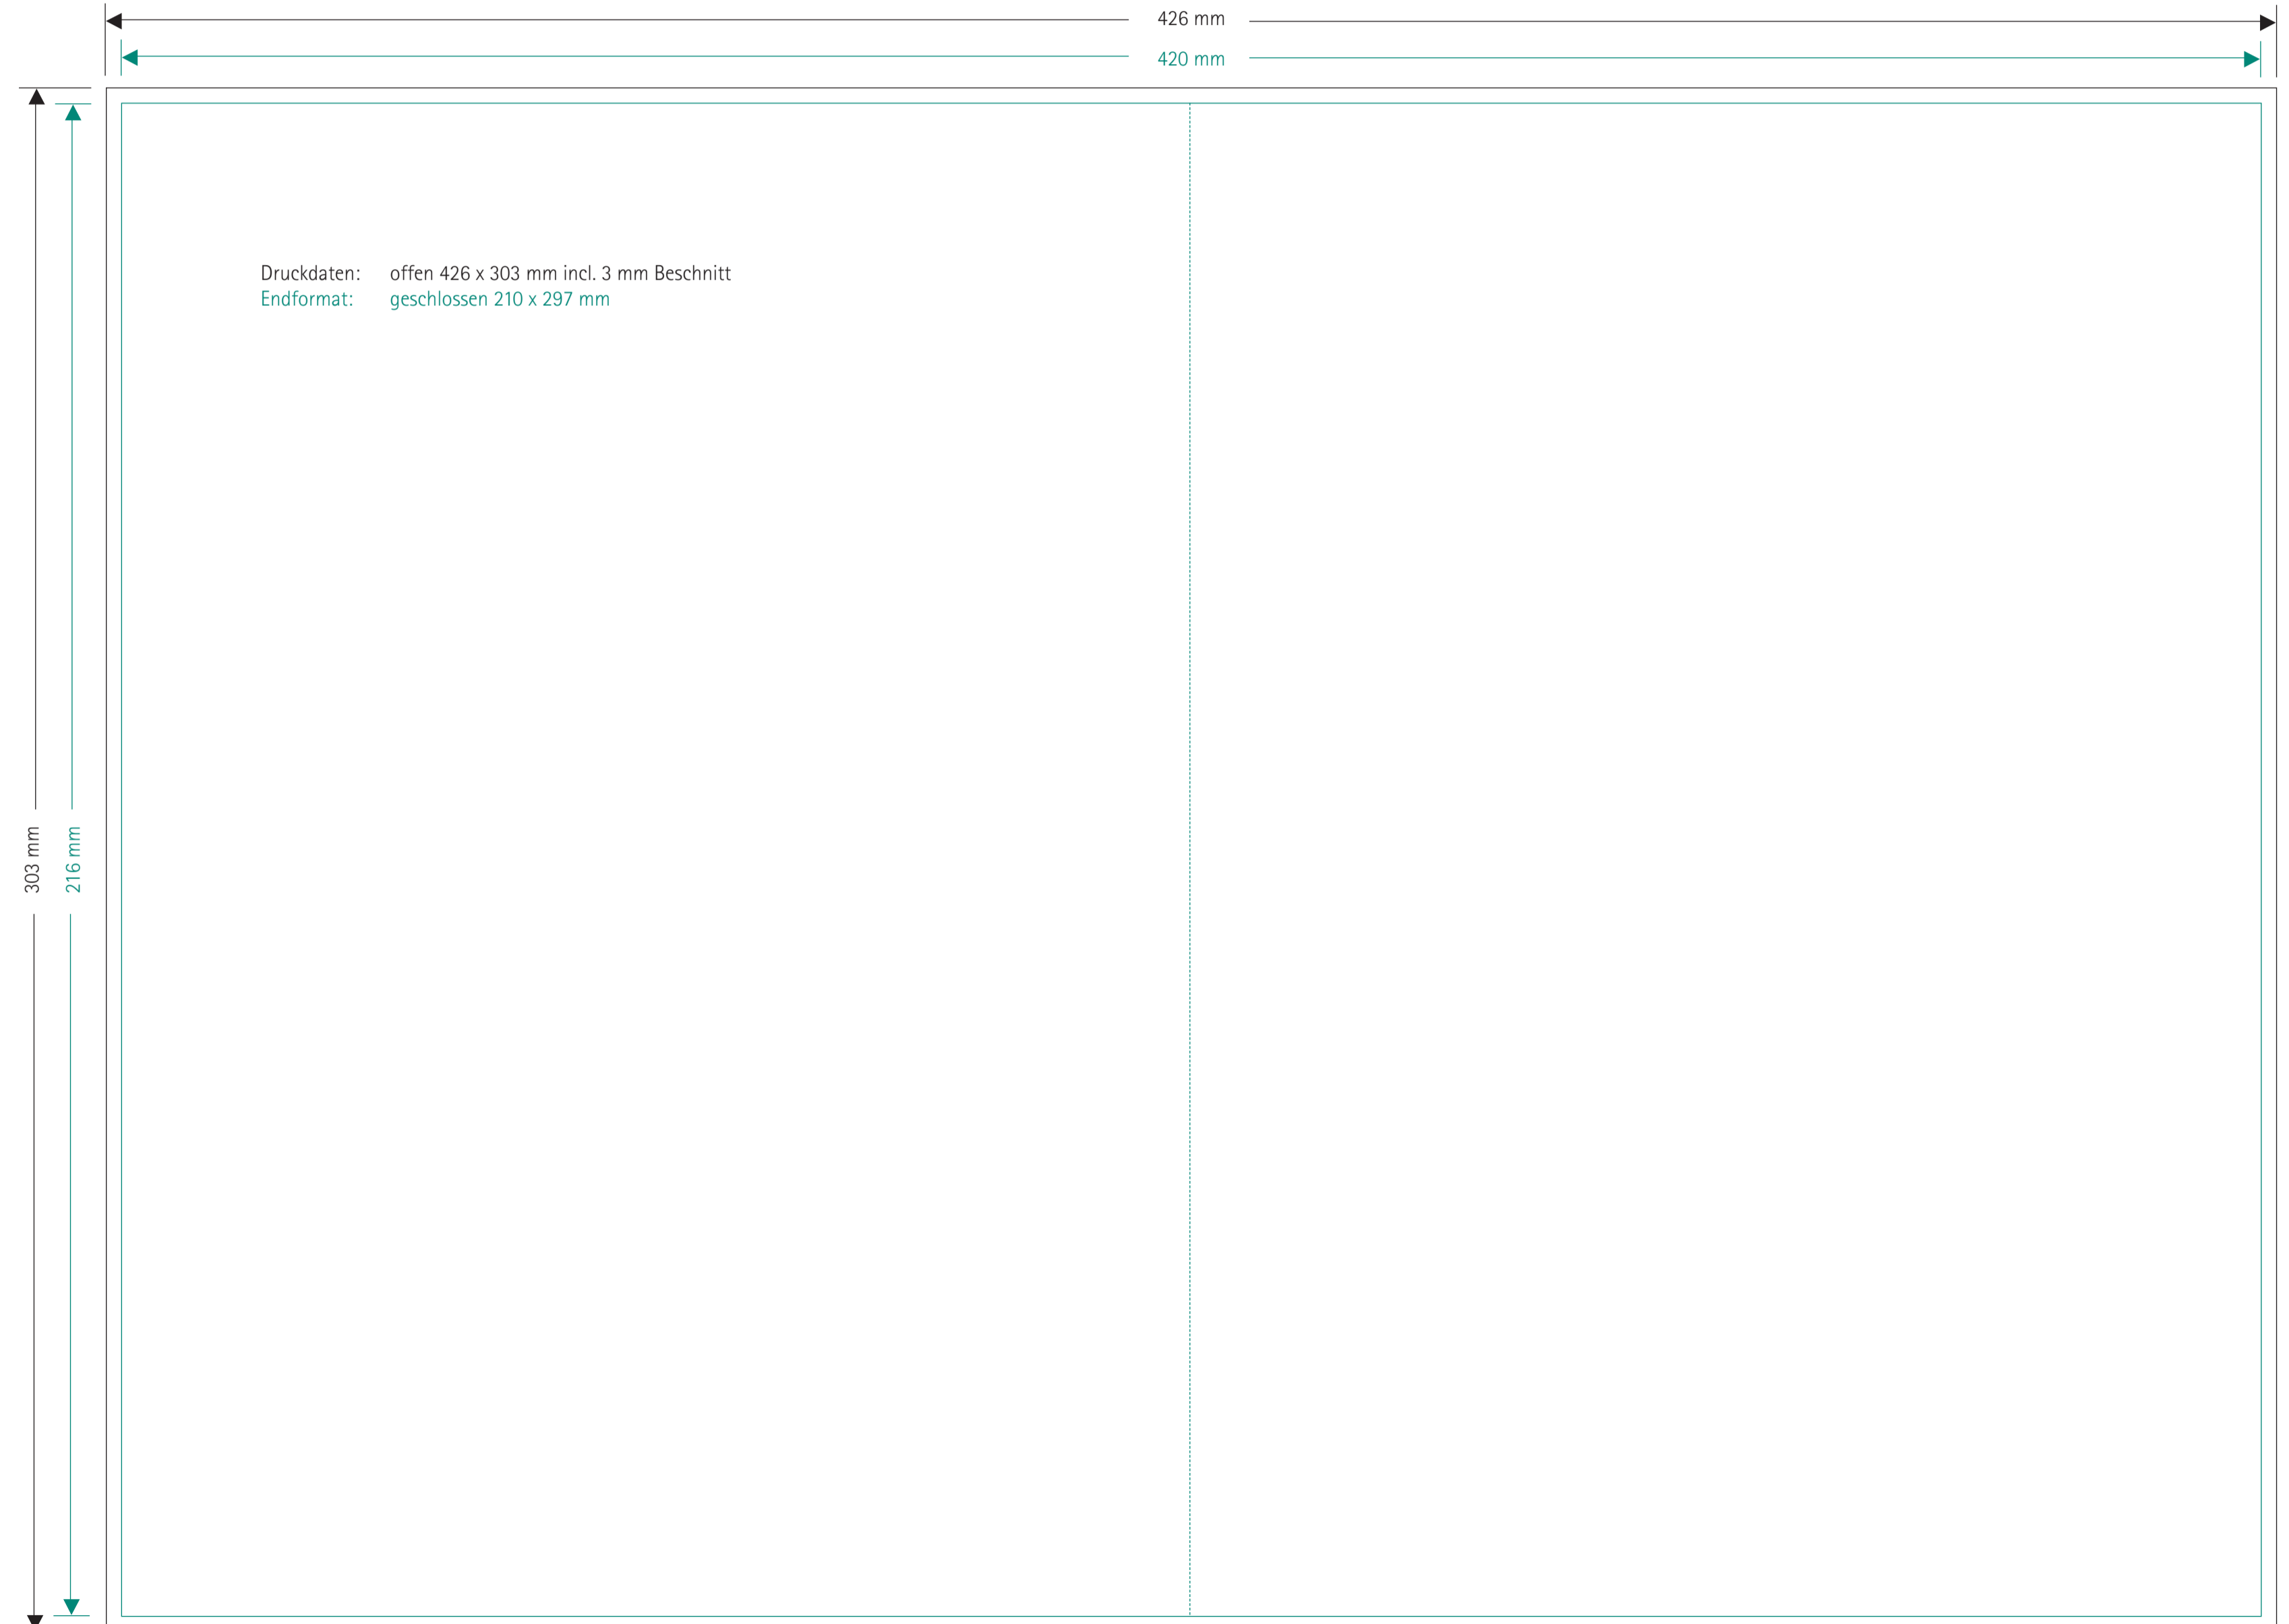 426 mm
420 mm
Druckdaten: offen 426 x 303 mm incl. 3 mm Beschnitt
Endformat: geschlossen 210 x 297 mm
303 mm
216 mm